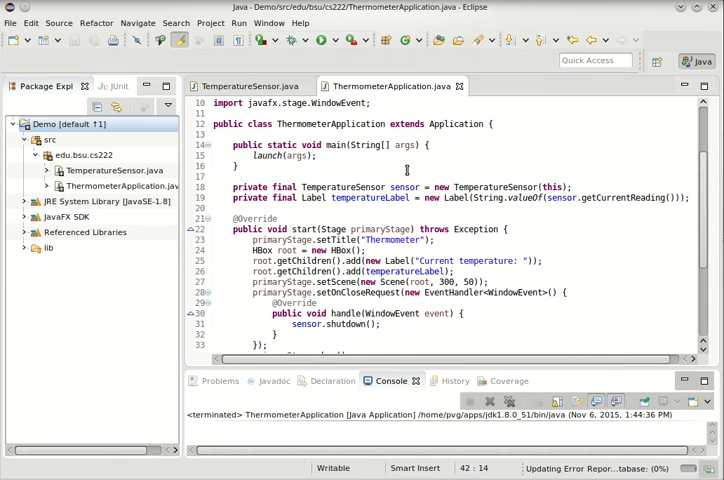 Java - Demo/src/edu/bsu/cs222/ThermometerApplication.java - Eclipse
File Edit Source Refactor Navigate Search Project Run Window Help
Quick Access
Java
Package Expl
JUnit
Demo [default ↑1]
src
edu.bsu.cs222
TemperatureSensor.java
ThermometerApplication.jav
JRE System Library [JavaSE-1.8]
JavaFX SDK
Referenced Libraries
lib
TemperatureSensor.java
ThermometerApplication.java
10 import javafx.stage.WindowEvent;
11
12 public class ThermometerApplication extends Application {
13
14 public static void main(String[] args) {
15 launch(args);
16 }
17
18 private final TemperatureSensor sensor = new TemperatureSensor(this);
19 private final Label temperatureLabel = new Label(String.valueOf(sensor.getCurrentReading()));
20
21 @Override
22 public void start(Stage primaryStage) throws Exception {
23 primaryStage.setTitle("Thermometer");
24 HBox root = new HBox();
25 root.getChildren().add(new Label("Current temperature: "));
26 root.getChildren().add(temperatureLabel);
27 primaryStage.setScene(new Scene(root, 300, 50));
28 primaryStage.setOnCloseRequest(new EventHandler<WindowEvent>() {
29 @Override
30 public void handle(WindowEvent event) {
31 sensor.shutdown();
32 }
33 });
Problems Javadoc Declaration Console History Coverage
<terminated> ThermometerApplication [Java Application] /home/pvg/apps/jdk1.8.0_51/bin/java (Nov 6, 2015, 1:44:36 PM)
Writable Smart Insert 42 : 14 Updating Error Repor...tabase: (0%)